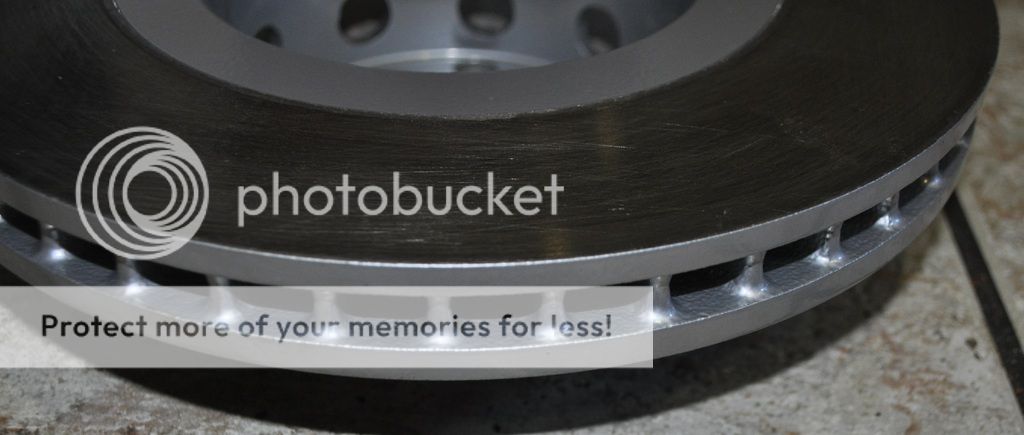 photobucket
Protect more of your memories for less!